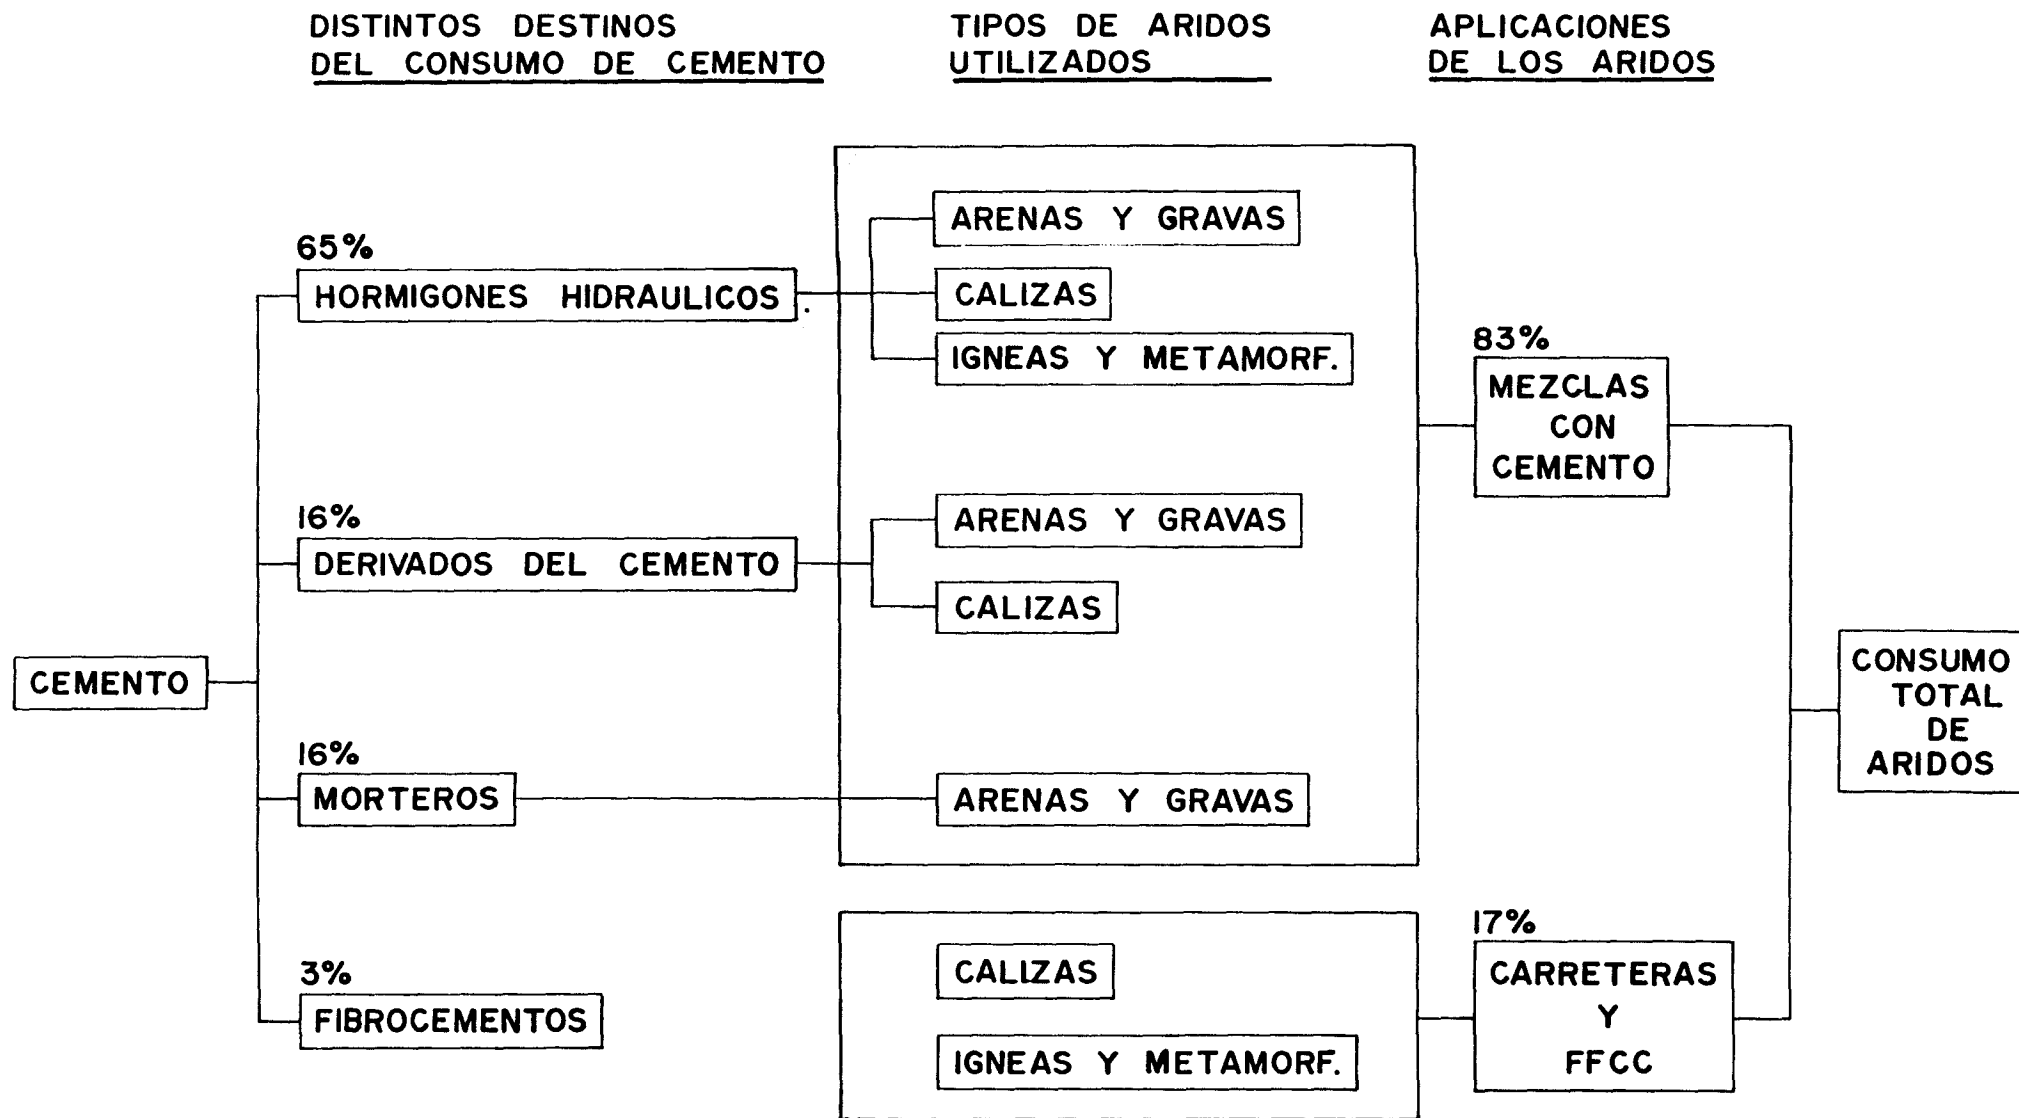 DISTINTOS DESTINOS
DEL CONSUMO DE CEMENTO
TIPOS DE ARIDOS
UTILIZADOS
APLICACIONES
DE LOS ARIDOS
CEMENTO
65%
HORMIGONES HIDRAULICOS
16%
DERIVADOS DEL CEMENTO
16%
MORTEROS
3%
FIBROCEMENTOS
ARENAS Y GRAVAS
CALIZAS
IGNEAS Y METAMORF.
ARENAS Y GRAVAS
CALIZAS
ARENAS Y GRAVAS
CALIZAS
IGNEAS Y METAMORF.
83%
MEZCLAS
CON
CEMENTO
17%
CARRETERAS
Y
FFCC
CONSUMO
TOTAL
DE
ARIDOS